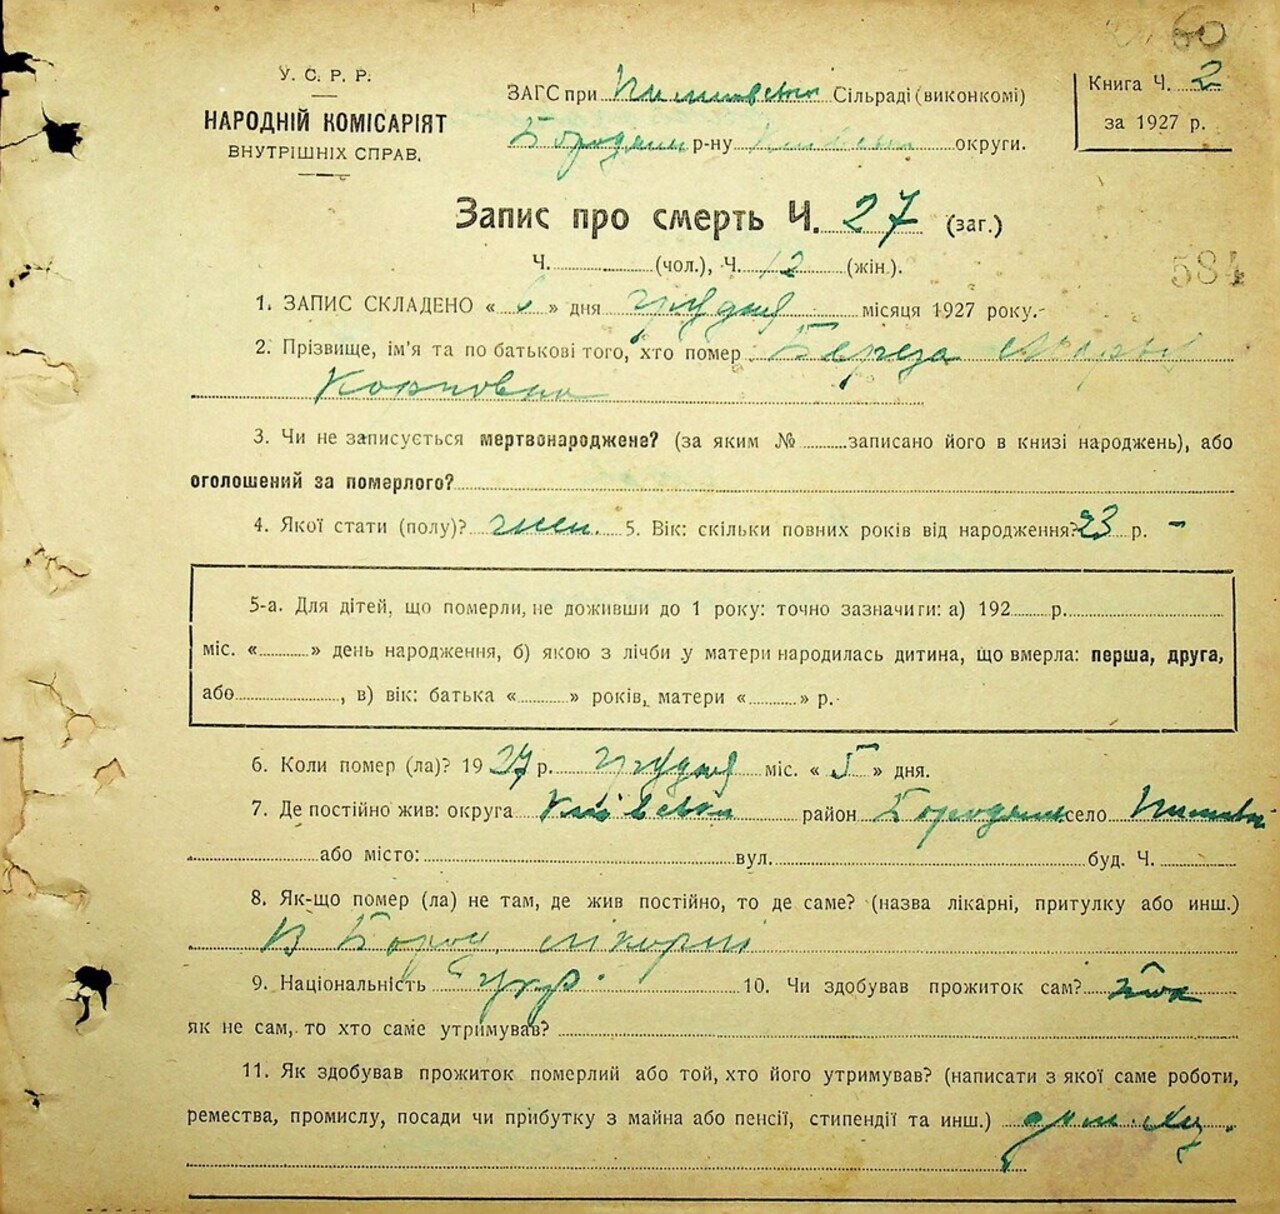 60
У. С. Р. Р.
НАРОДНІЙ КОМІСАРІЯТ
ВНУТРІШНІХ СПРАВ.
ЗАГС при Сільраді (виконкомі)
Бородян р-ну Київськ округи.
Книга Ч. 2
за 1927 р.
Запис про смерть Ч. 27 (заг.)
584
Ч. (чол.), Ч. 12 (жін.).
1. ЗАПИС СКЛАДЕНО « 6 » дня грудня місяця 1927 року.
2. Прізвище, ім'я та по батькові того, хто помер Береза Марья
Карповна
3. Чи не записується мертвонароджене? (за яким № записано його в книзі народжень), або
оголошений за померлого?
4. Якої стати (полу)? жен. 5. Вік: скільки повних років від народження? 23 р. -
5-а. Для дітей, що померли, не доживши до 1 року: точно зазначити: а) 192 р.
міс. « » день народження, б) якою з лічби у матери народилась дитина, що вмерла: перша, друга,
або , в) вік: батька « » років, матери « » р.
6. Коли помер (ла)? 1927 р. грудня міс. « 5 » дня.
7. Де постійно жив: округа Київськ район Бородян село
або місто: вул. буд. Ч.
8. Як-що помер (ла) не там, де жив постійно, то де саме? (назва лікарні, притулку або инш.)
В Бород. лікарні
9. Національність укр. 10. Чи здобував прожиток сам?
як не сам, то хто саме утримував?
11. Як здобував прожиток померлий або той, хто його утримував? (написати з якої саме роботи,
ремества, промислу, посади чи прибутку з майна або пенсії, стипендії та инш.)